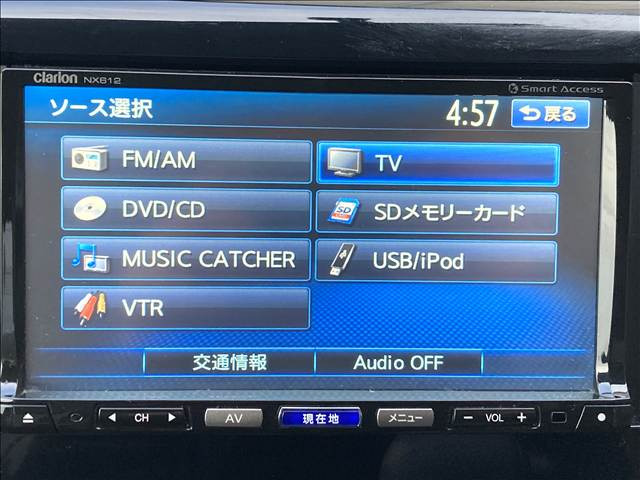 Clarion NX612
Smart Access
ソース選択
4:57
戻る
FM/AM
TV
DVD/CD
SDメモリーカード
MUSIC CATCHER
USB/iPod
VTR
交通情報
Audio OFF
CH
AV
現在地
メニュー
− VOL +